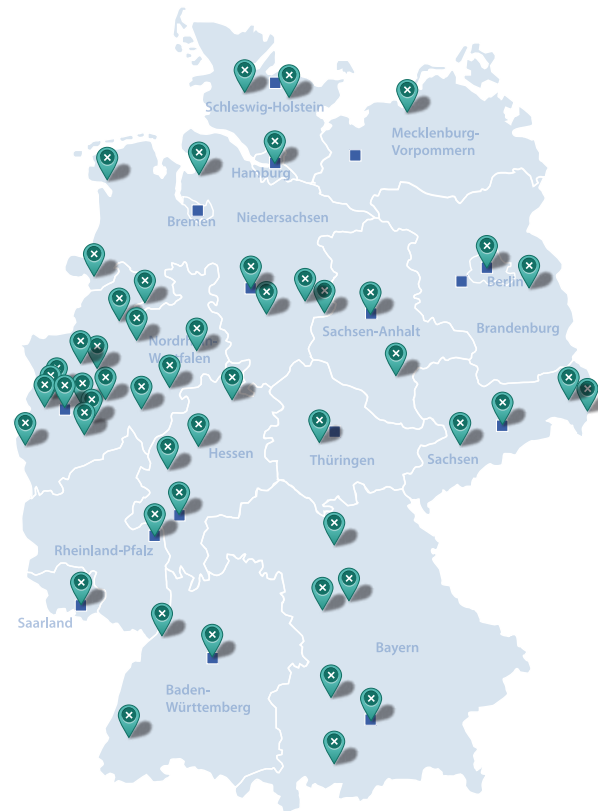 Schleswig-Holstein
Mecklenburg-
Vorpommern
Hamburg
Bremen
Niedersachsen
Berlin
Sachsen-Anhalt
Brandenburg
Nordrhein-
Westfalen
Hessen
Thüringen
Sachsen
Rheinland-Pfalz
Saarland
Bayern
Baden-
Württemberg